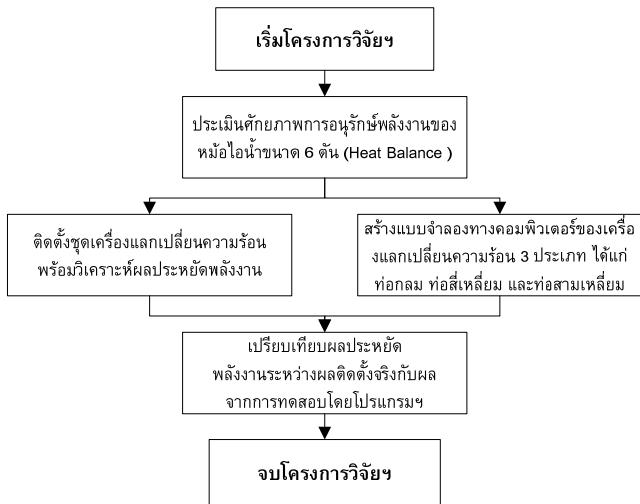 เริ่มโครงการวิจัยฯ
ประเมินศักยภาพการอนุรักษ์พลังงานของ
หม้อไอน้ำขนาด 6 ตัน (Heat Balance )
ติดตั้งชุดเครื่องแลกเปลี่ยนความร้อน
พร้อมวิเคราะห์ผลประหยัดพลังงาน
สร้างแบบจำลองทางคอมพิวเตอร์ของเครื่อ
งแลกเปลี่ยนความร้อน 3 ประเภท ได้แก่
ท่อกลม ท่อสี่เหลี่ยม และท่อสามเหลี่ยม
เปรียบเทียบผลประหยัด
พลังงานระหว่างผลติดตั้งจริงกับผล
จากการทดสอบโดยโปรแกรมฯ
จบโครงการวิจัยฯ